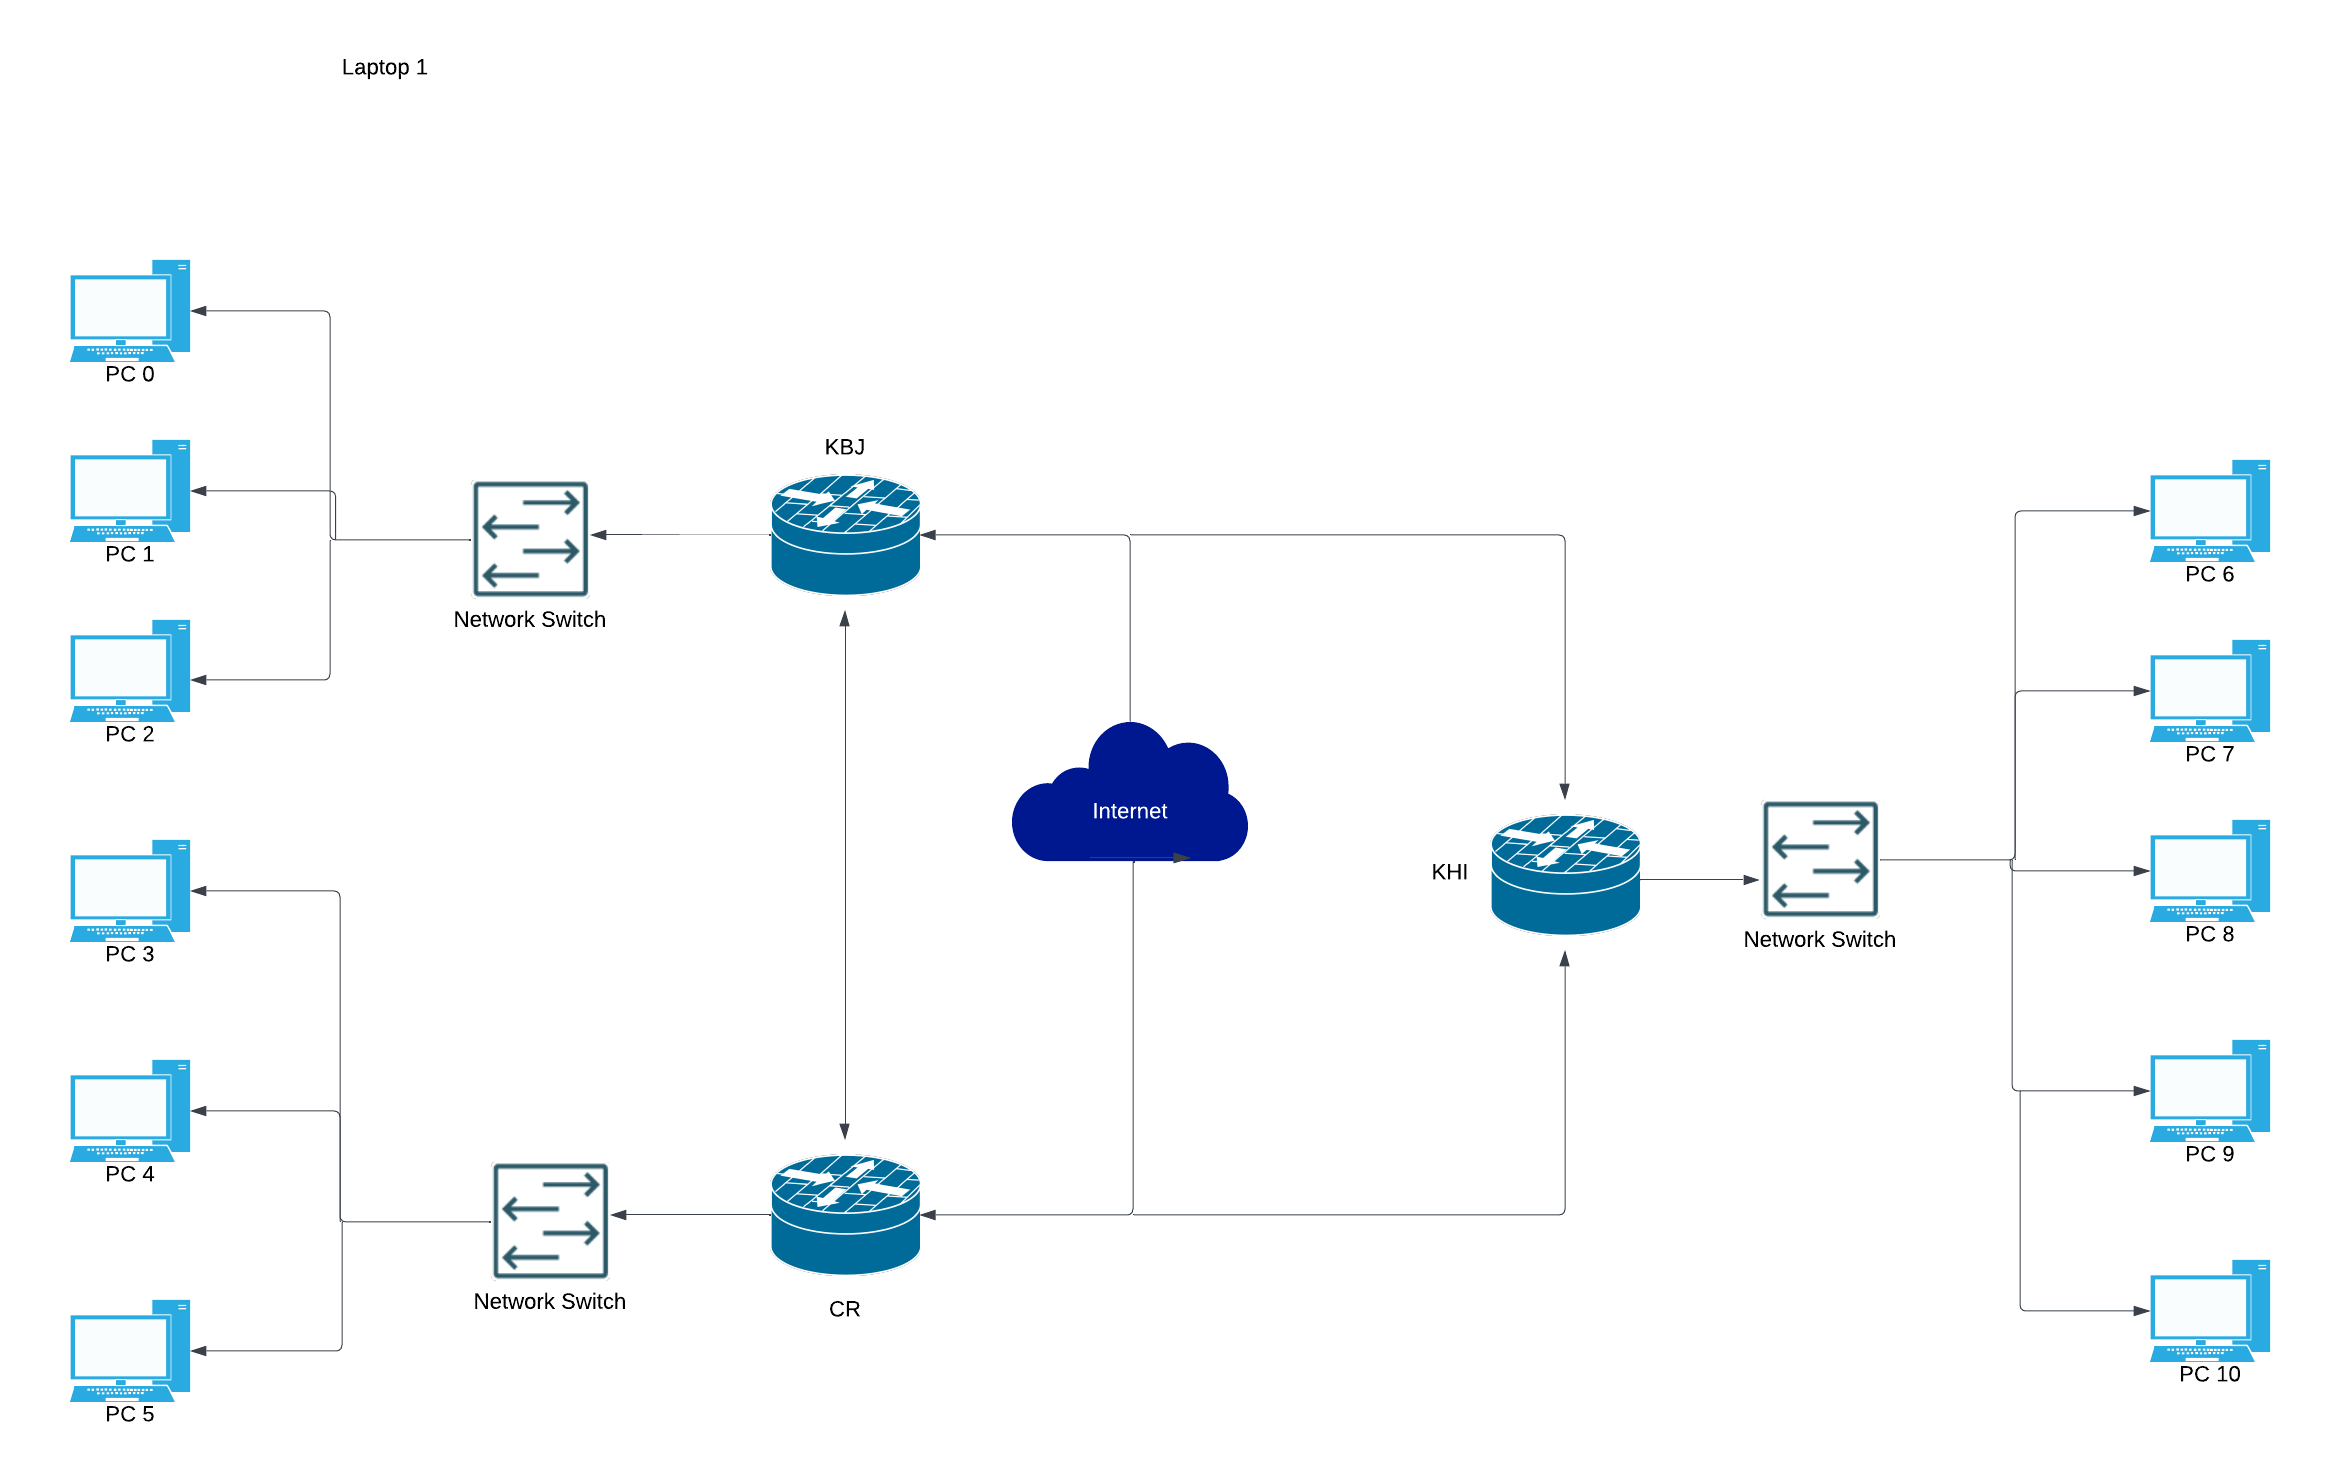 Laptop 1
PC 0
KBJ
PC 1
PC 6
Network Switch
PC 2
PC 7
Internet
KHI
PC 8
Network Switch
PC 3
PC 4
PC 9
Network Switch
CR
PC 10
PC 5